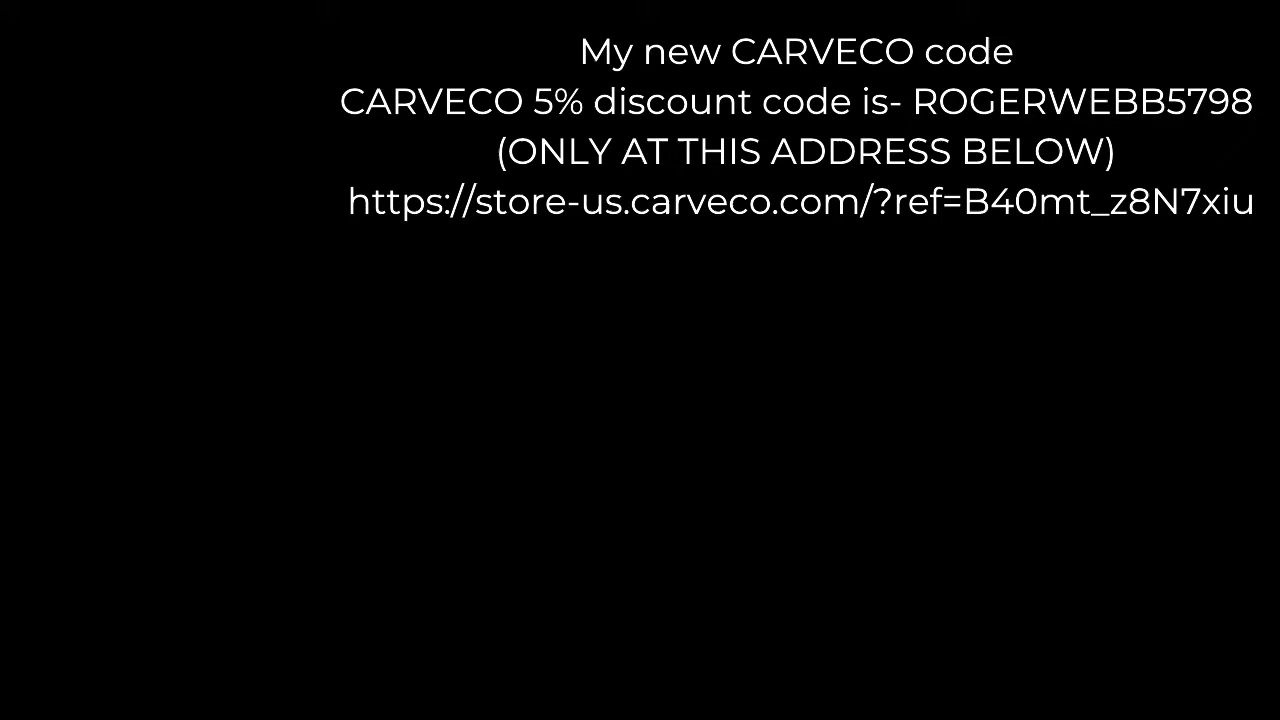 My new CARVECO code
CARVECO 5% discount code is- ROGERWEBB5798
(ONLY AT THIS ADDRESS BELOW)
https://store-us.carveco.com/?ref=B40mt_z8N7xiu